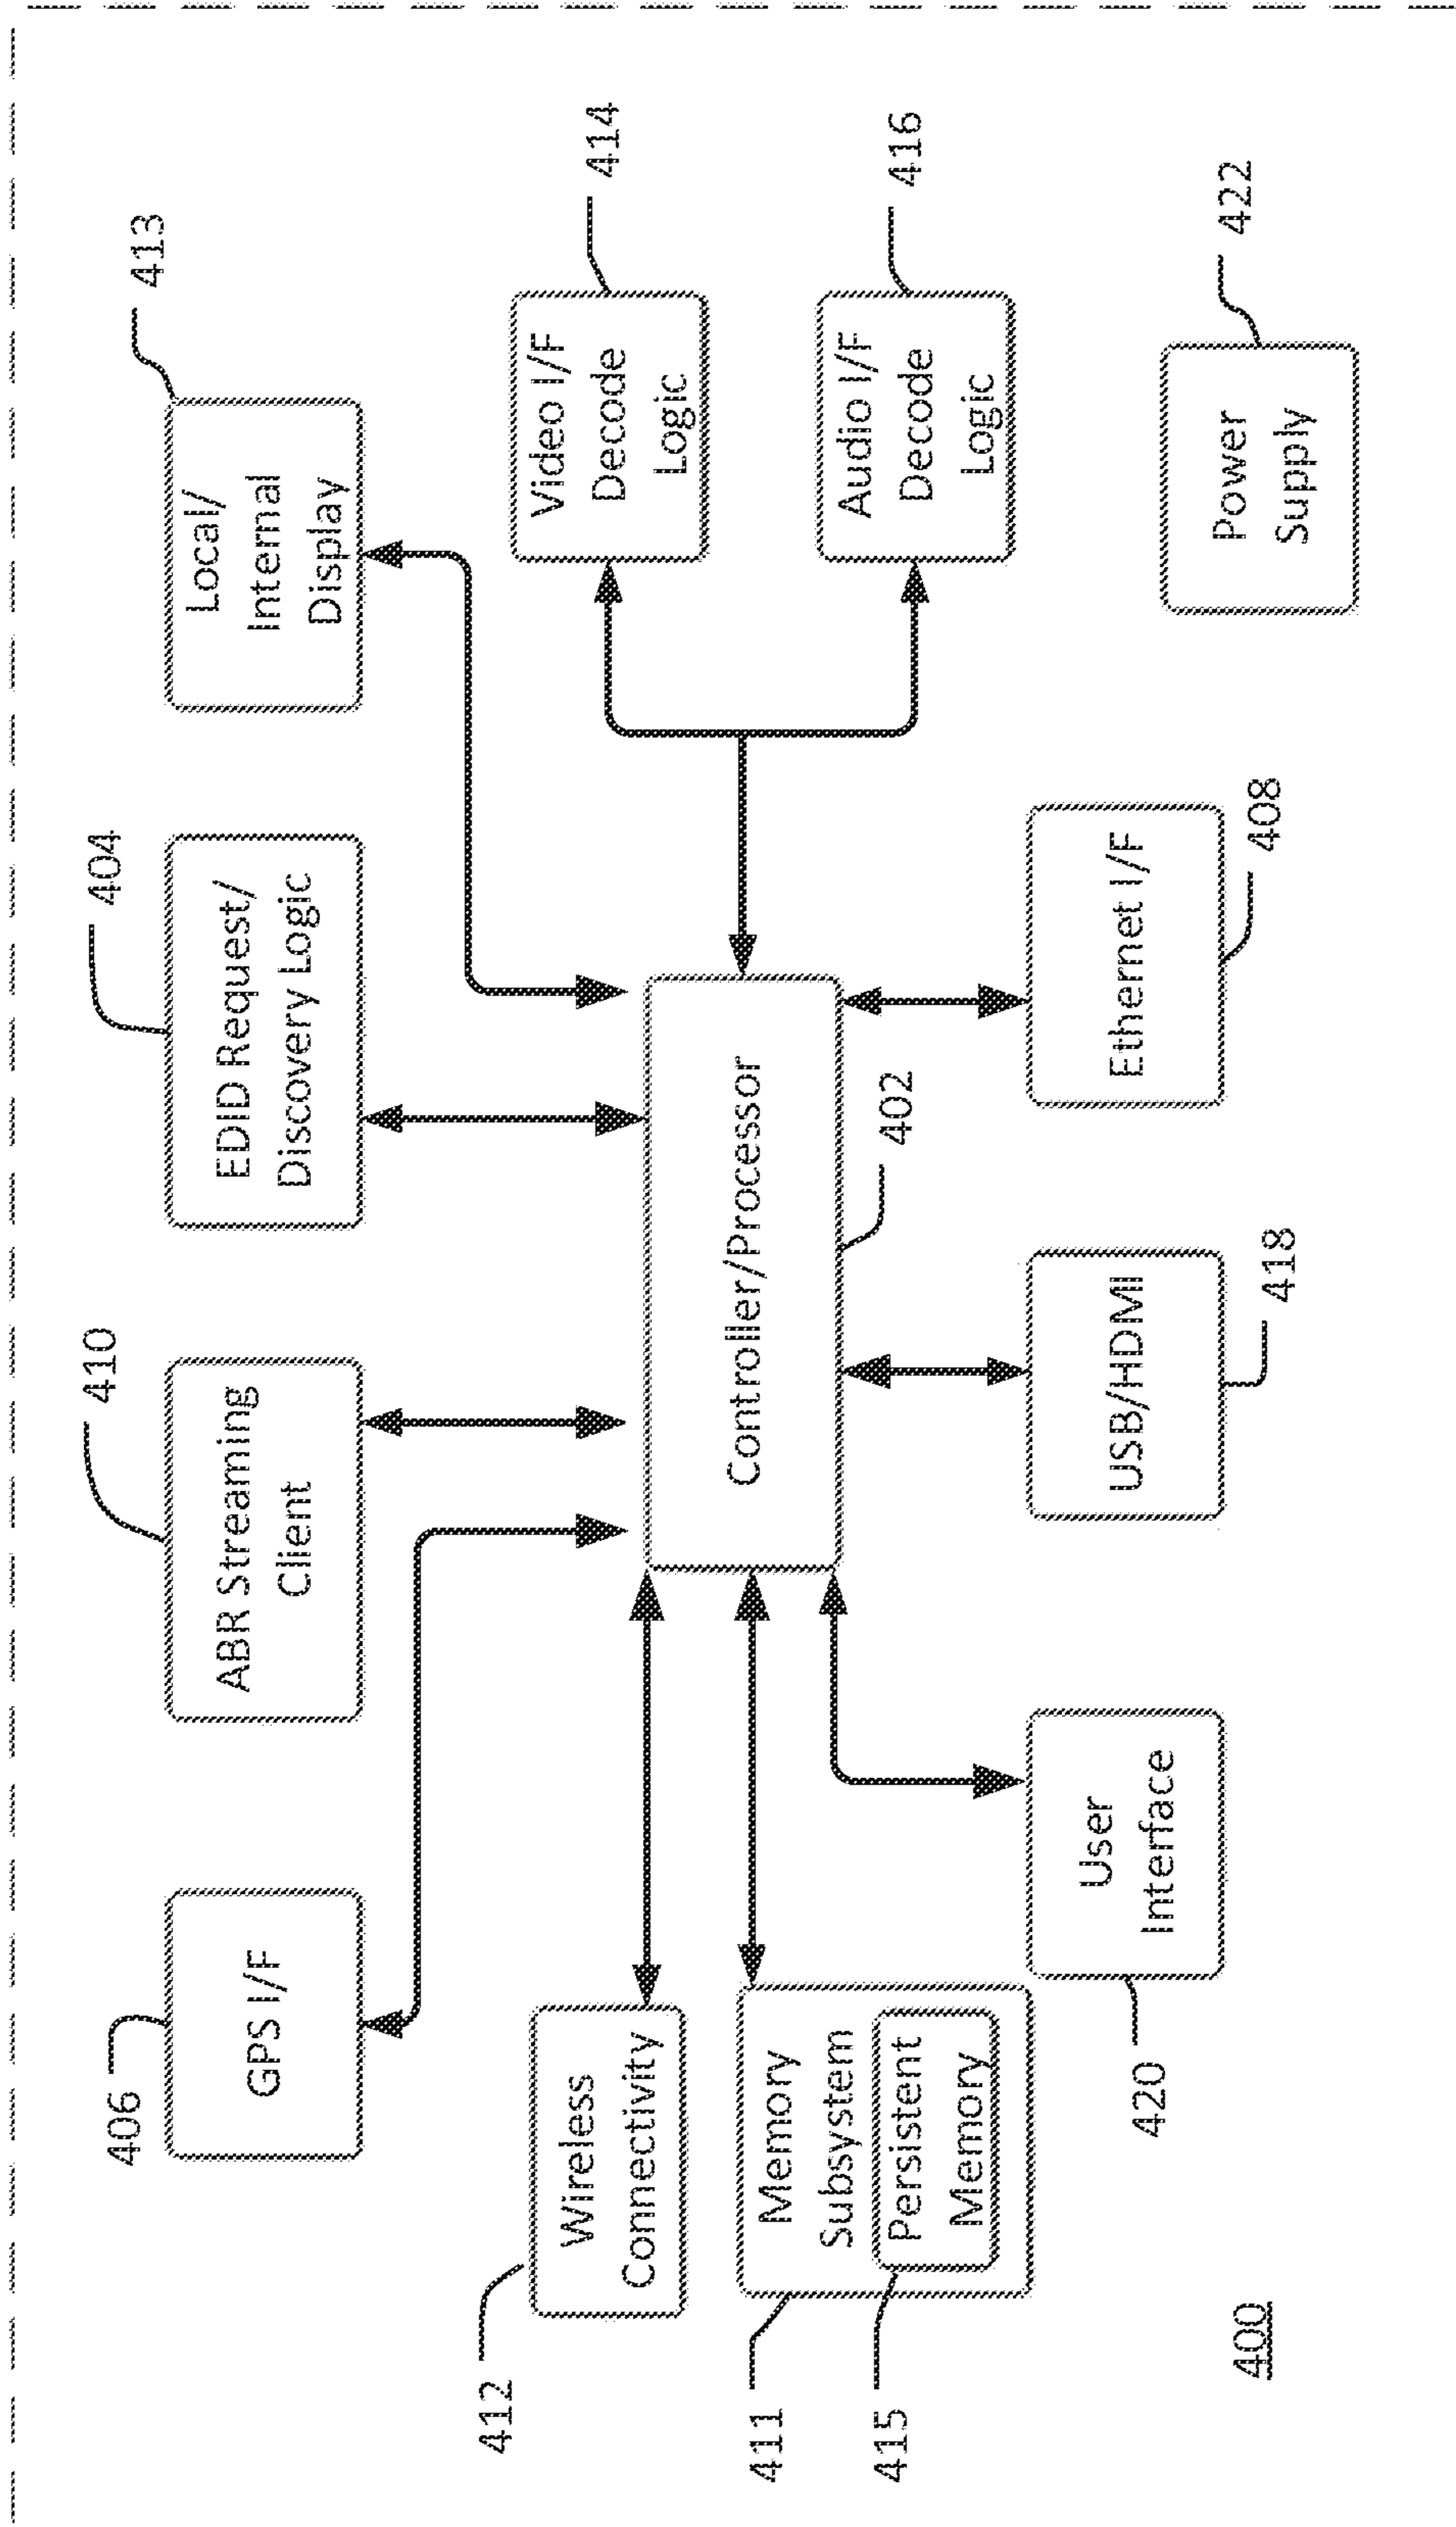 406
GPS I/F
410
ABR Streaming
Client
404
EDID Request/
Discovery Logic
413
Local/
Internal
Display
412
Wireless
Connectivity
414
Video I/F
Decode
Logic
Controller/Processor
402
411
Memory
Subsystem
415
Persistent
Memory
416
Audio I/F
Decode
Logic
420
User
Interface
USB/HDMI
418
Ethernet I/F
408
422
Power
Supply
400